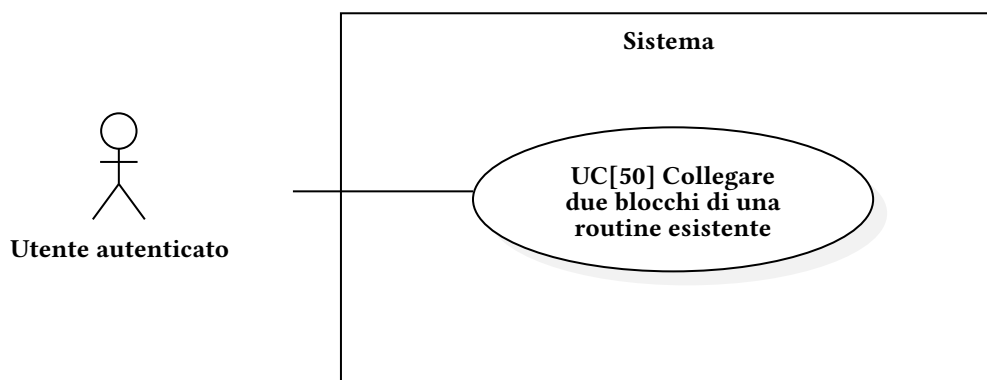 Sistema
UC[50] Collegare
due blocchi di una
routine esistente
Utente autenticato